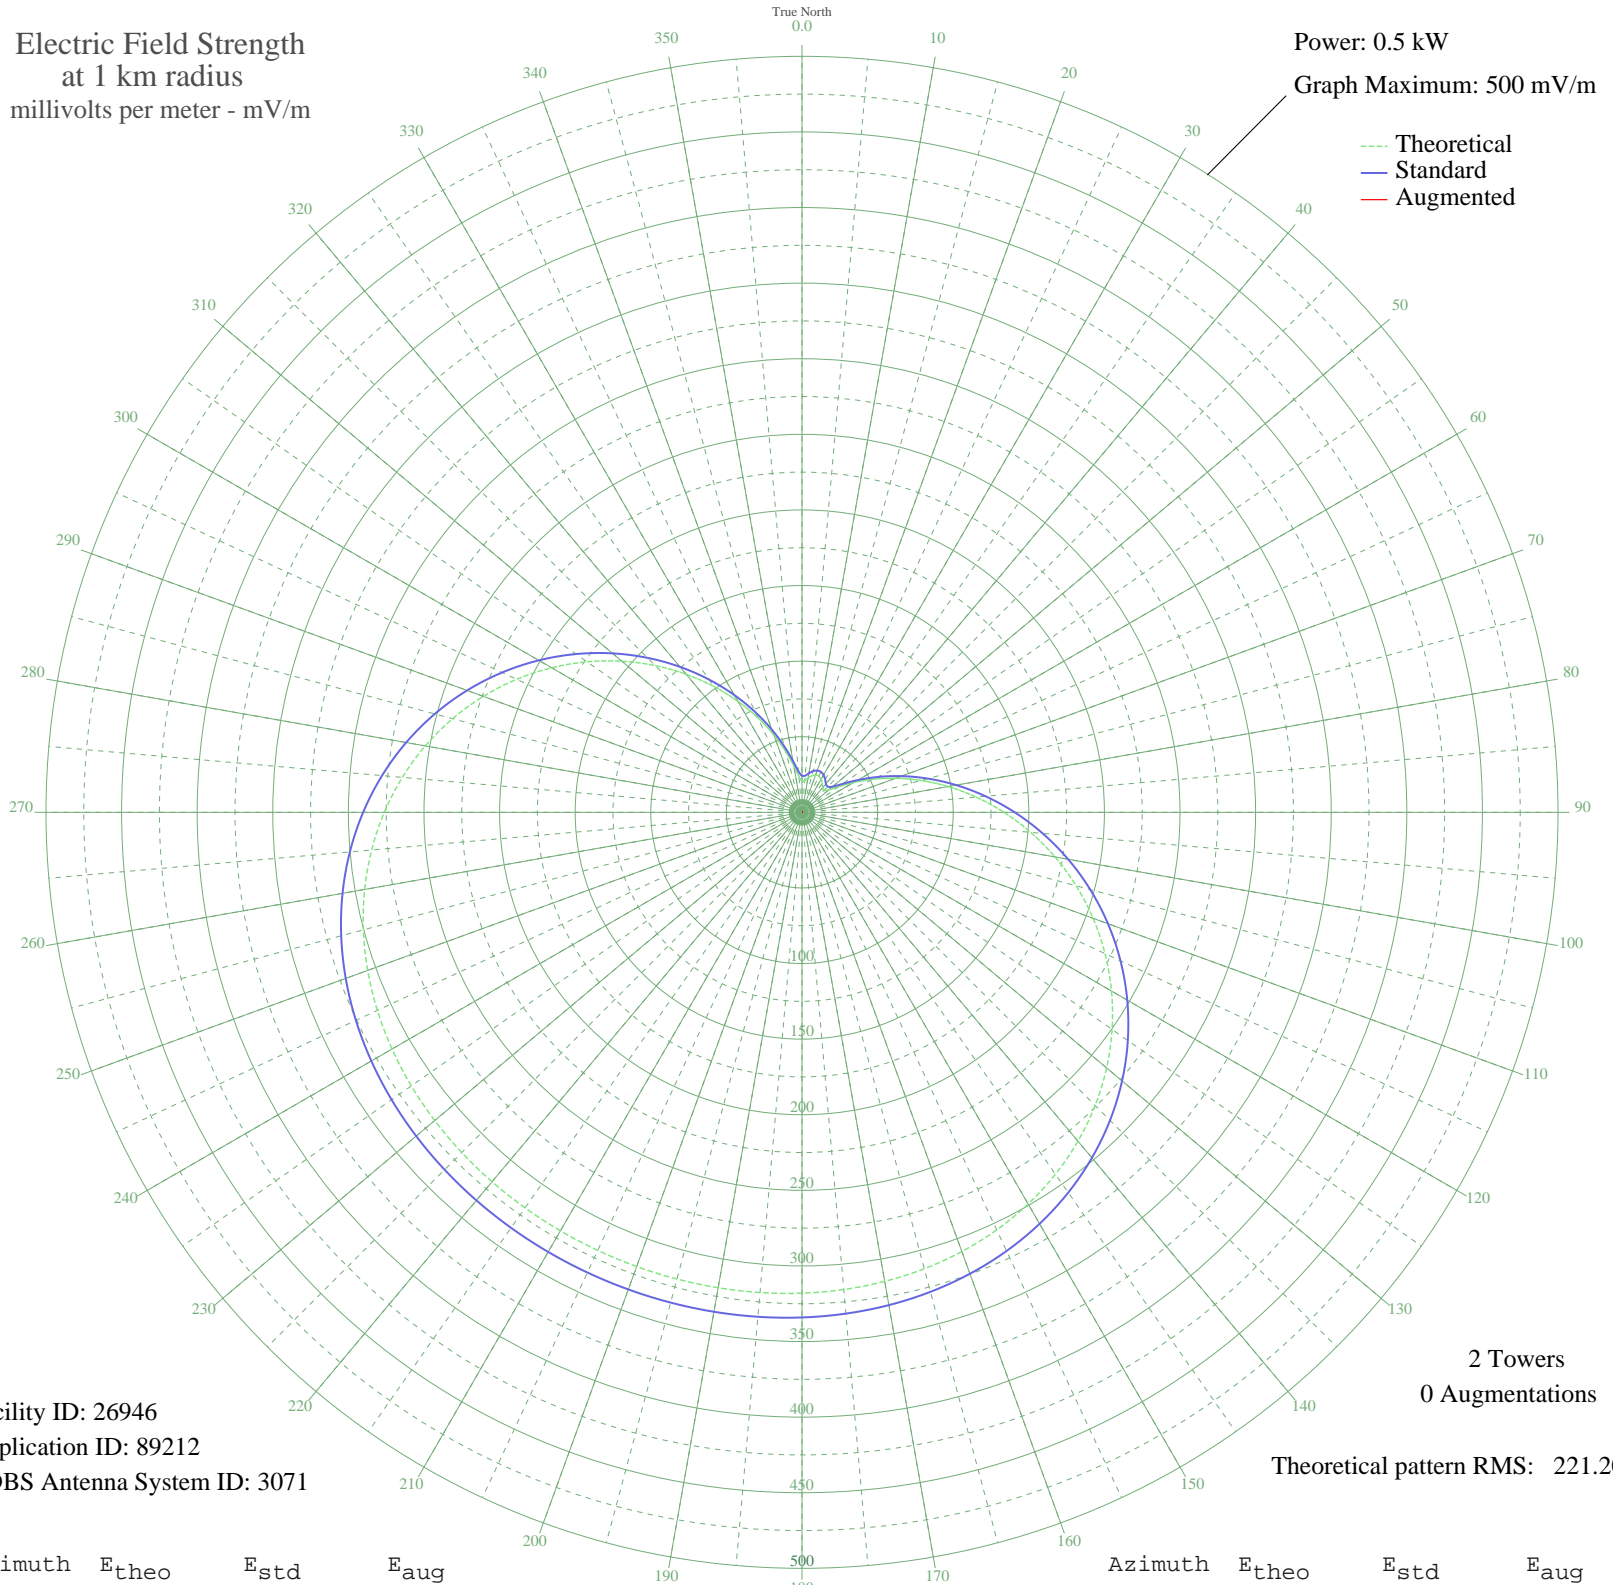 True North
0.0
Electric Field Strength
at 1 km radius
millivolts per meter - mV/m
Power: 0.5 kW
Graph Maximum: 500 mV/m
Theoretical
Standard
Augmented
10
20
30
40
50
60
70
80
90
100
110
120
130
140
150
160
170
190
200
210
220
230
240
250
260
270
280
290
300
310
320
330
340
350
100
150
200
250
300
350
400
450
500
2 Towers
0 Augmentations
Theoretical pattern RMS: 221.20
cility ID: 26946
plication ID: 89212
DBS Antenna System ID: 3071
imuth Etheo Estd Eaug
Azimuth Etheo Estd Eaug